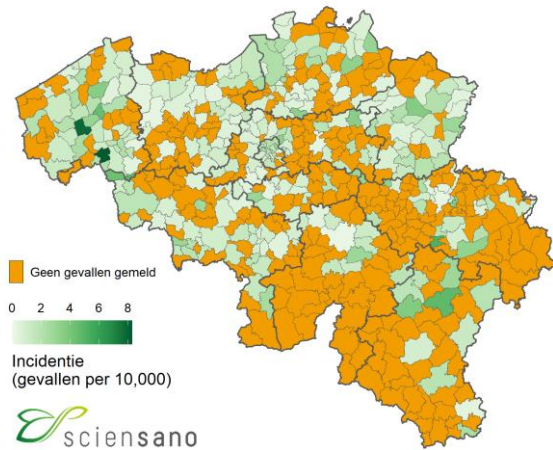 Geen gevallen gemeld
0 2 4 6 8
Incidentie
(gevallen per 10,000)
sciensano